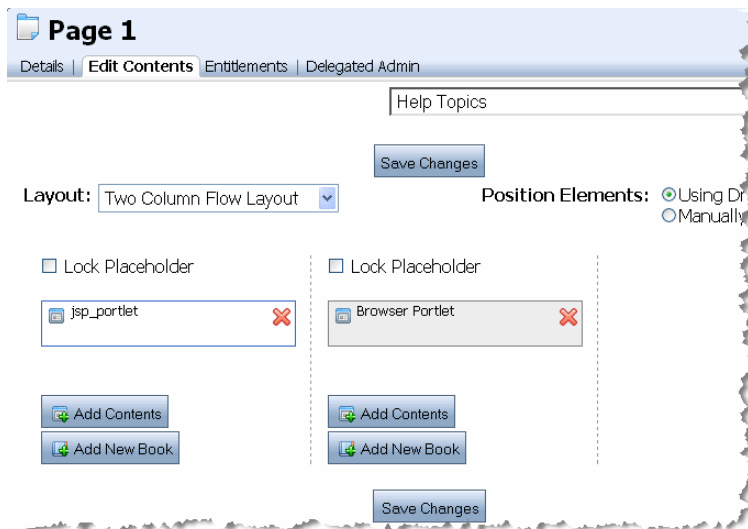 Page 1
Details | Edit Contents Entitlements | Delegated Admin
Help Topics
Save Changes
Layout: Two Column Flow Layout Position Elements: Using
Manually
Lock Placeholder Lock Placeholder
jsp_portlet Browser Portlet
Add Contents Add Contents
Add New Book Add New Book
Save Changes